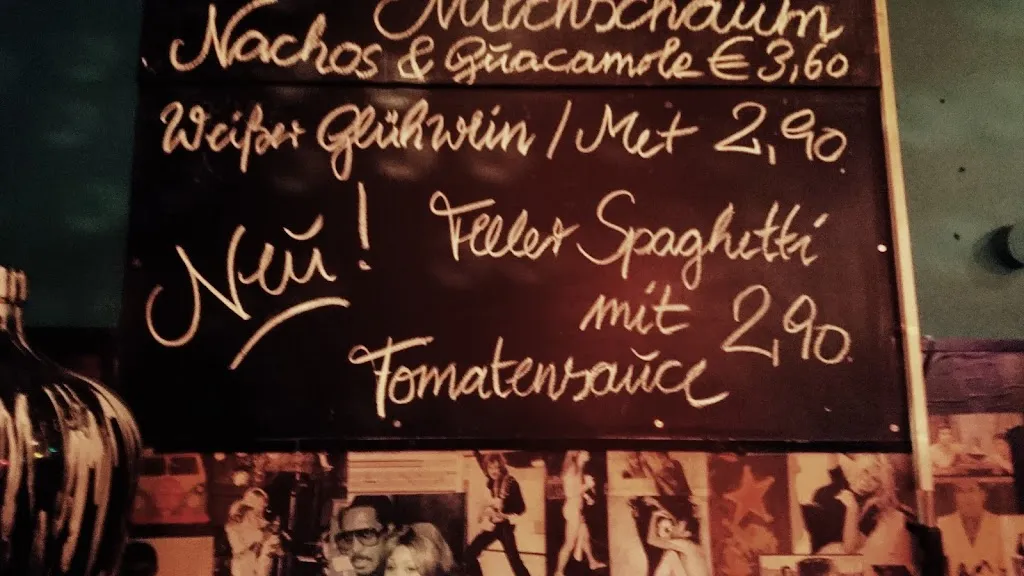 Milchschaum
Nachos & Guacamole € 3,60
Weißer Glühwein / Met 2,90
Neu! Teller Spaghetti
mit 2,90
Tomatensauce